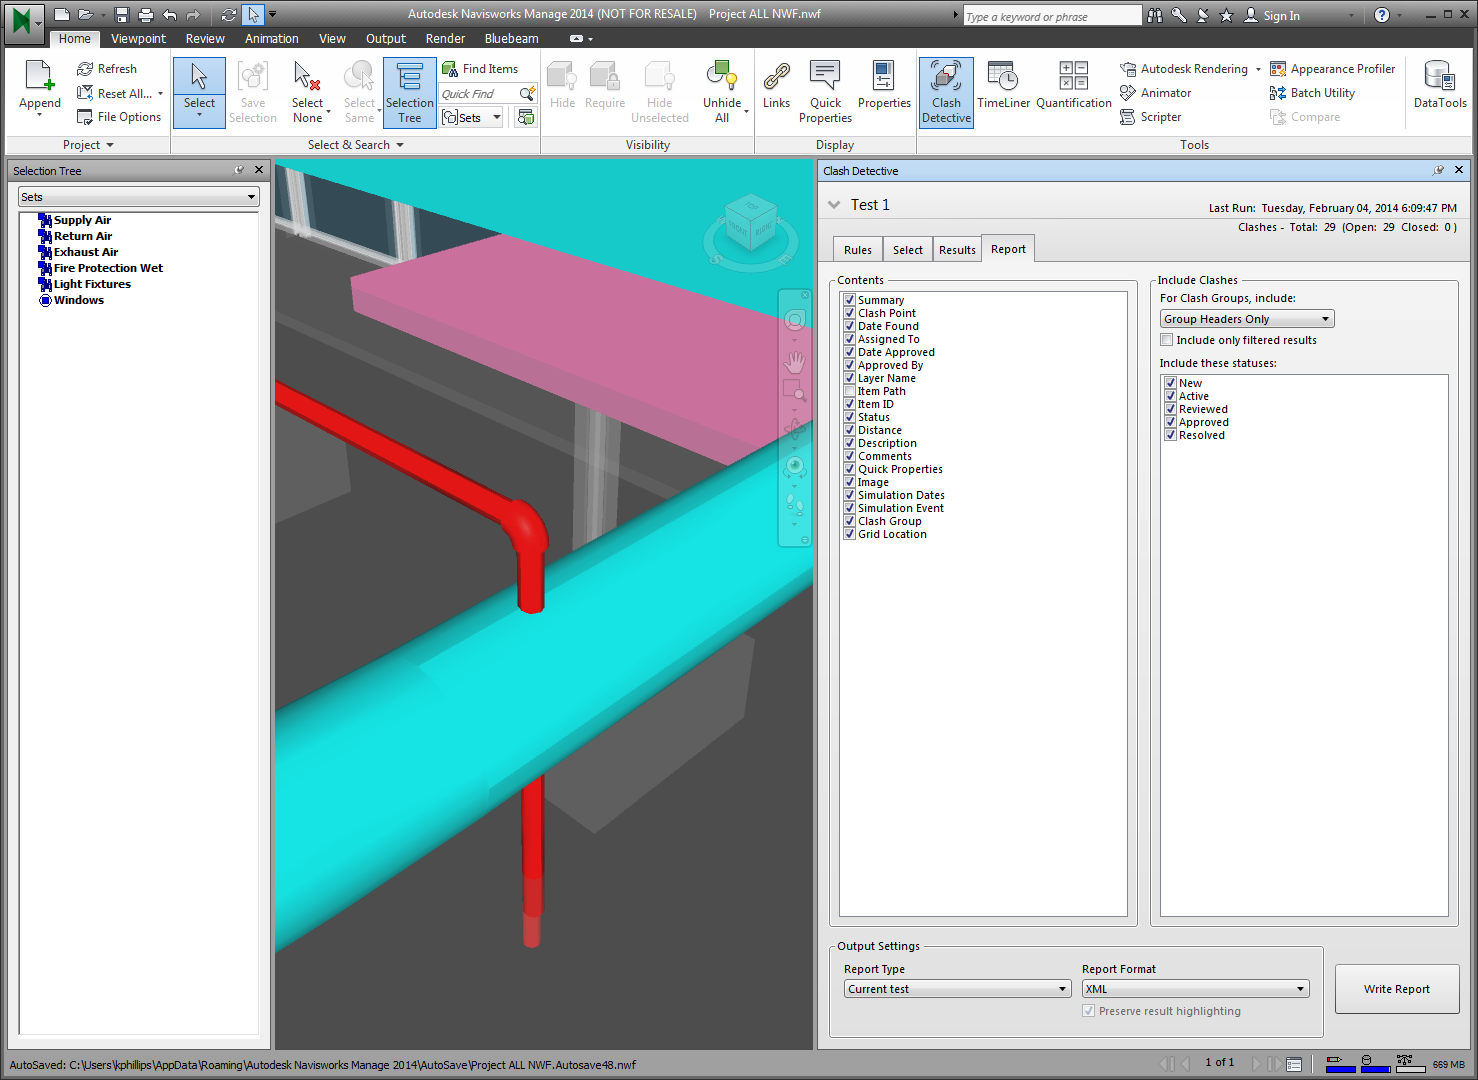 Autodesk Navisworks Manage 2014 (NOT FOR RESALE) Project ALL NWF.nwf
Type a keyword or phrase
Sign In
Home Viewpoint Review Animation View Output Render Bluebeam
Append
Refresh
Reset All...
File Options
Project
Select
Save Selection
Select None
Select Same
Selection Tree
Find Items
Quick Find
Sets
Select & Search
Hide
Require
Hide Unselected
Unhide All
Visibility
Links
Quick Properties
Properties
Display
Clash Detective
TimeLiner
Quantification
Autodesk Rendering
Animator
Scripter
Appearance Profiler
Batch Utility
Compare
Tools
DataTools
Selection Tree
Sets
Supply Air
Return Air
Exhaust Air
Fire Protection Wet
Light Fixtures
Windows
FRONT
RIGHT
S
Clash Detective
Test 1
Last Run: Tuesday, February 04, 2014 6:09:47 PM
Clashes - Total: 29 (Open: 29 Closed: 0 )
Rules Select Results Report
Contents
Summary
Clash Point
Date Found
Assigned To
Date Approved
Approved By
Layer Name
Item Path
Item ID
Status
Distance
Description
Comments
Quick Properties
Image
Simulation Dates
Simulation Event
Clash Group
Grid Location
Include Clashes
For Clash Groups, include:
Group Headers Only
Include only filtered results
Include these statuses:
New
Active
Reviewed
Approved
Resolved
Output Settings
Report Type
Current test
Report Format
XML
Preserve result highlighting
Write Report
AutoSaved: C:\Users\kphillips\AppData\Roaming\Autodesk Navisworks Manage 2014\AutoSave\Project ALL NWF.Autosave48.nwf
1 of 1
669 MB